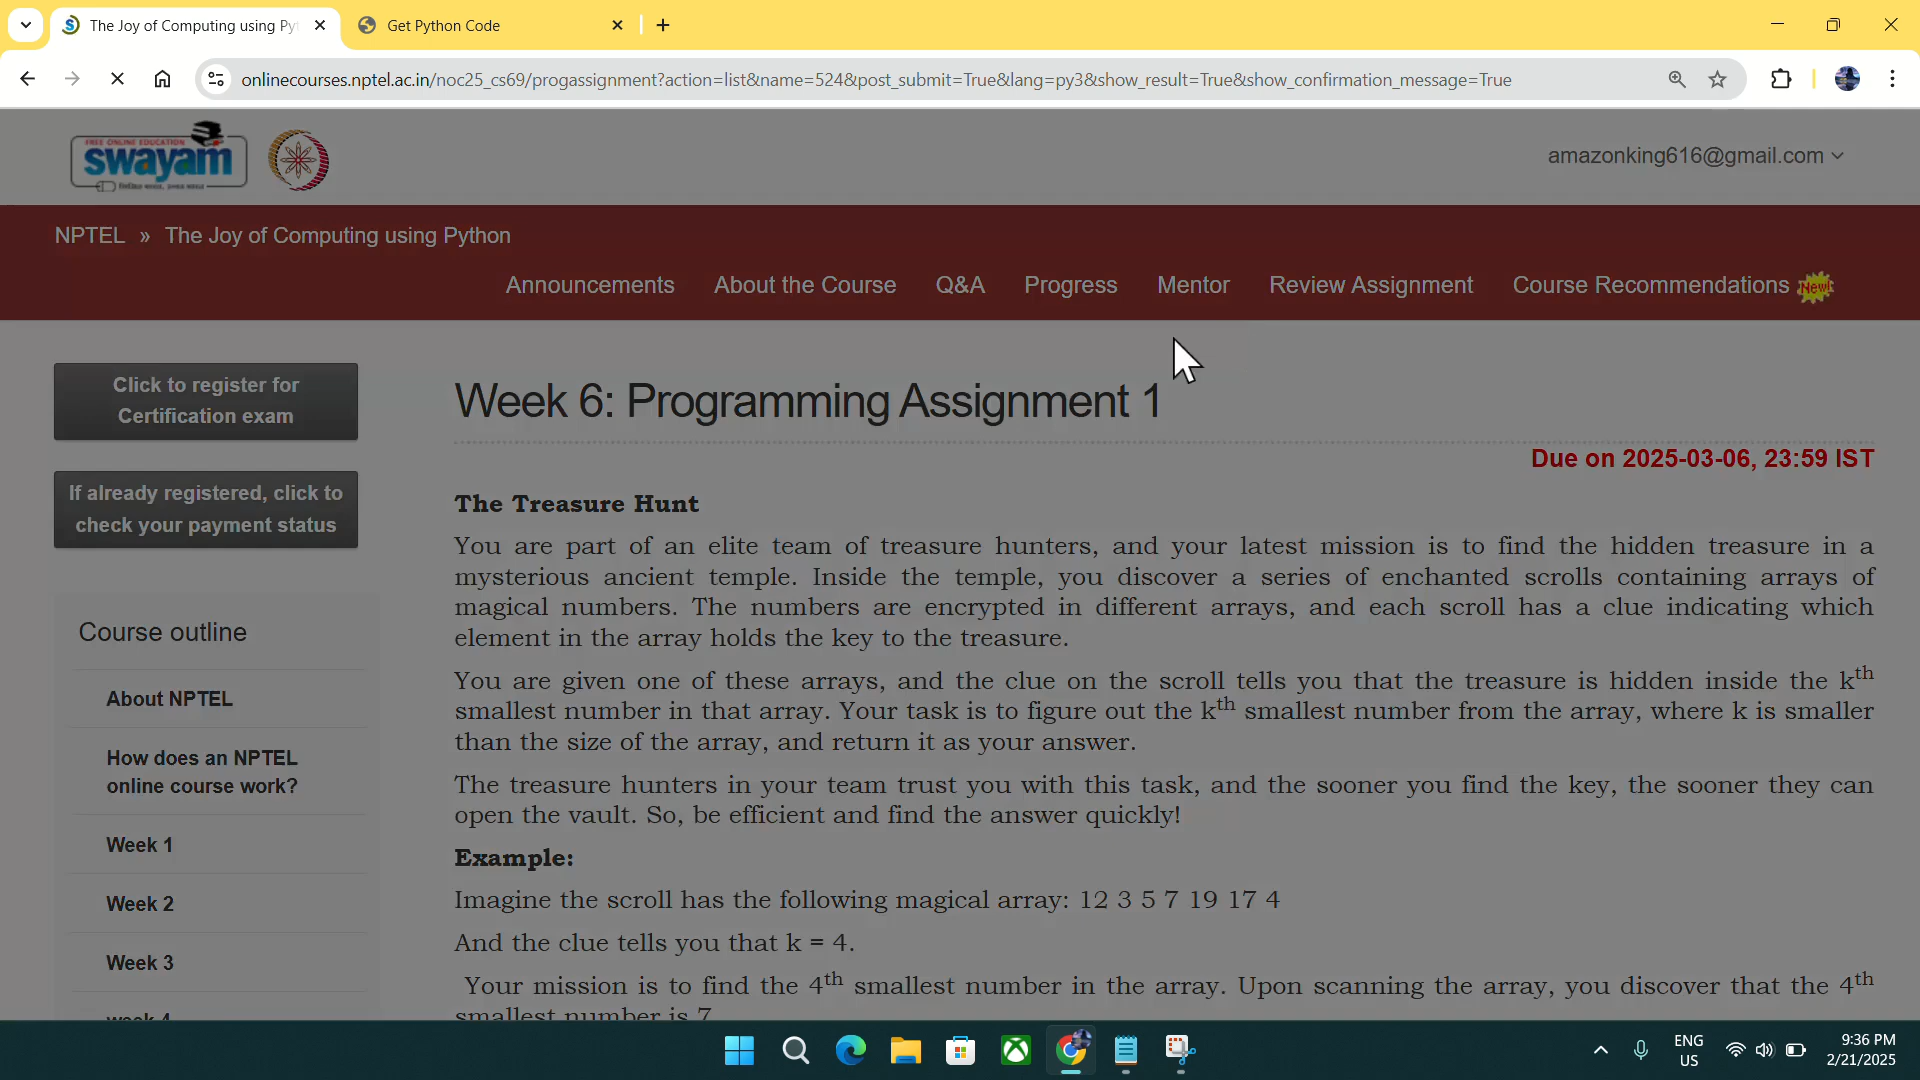 The Joy of Computing using Py
Get Python Code
onlinecourses.nptel.ac.in/noc25_cs69/progassignment?action=list&name=524&post_submit=True&lang=py3&show_result=True&show_confirmation_message=True
FREE ONLINE EDUCATION
swayam
amazonking616@gmail.com
NPTEL » The Joy of Computing using Python
Announcements About the Course Q&A Progress Mentor Review Assignment Course Recommendations New!
Click to register for
Certification exam
If already registered, click to
check your payment status
Course outline
About NPTEL
How does an NPTEL
online course work?
Week 1
Week 2
Week 3
week 4
Week 6: Programming Assignment 1
Due on 2025-03-06, 23:59 IST
The Treasure Hunt
You are part of an elite team of treasure hunters, and your latest mission is to find the hidden treasure in a
mysterious ancient temple. Inside the temple, you discover a series of enchanted scrolls containing arrays of
magical numbers. The numbers are encrypted in different arrays, and each scroll has a clue indicating which
element in the array holds the key to the treasure.
You are given one of these arrays, and the clue on the scroll tells you that the treasure is hidden inside the kth
smallest number in that array. Your task is to figure out the kth smallest number from the array, where k is smaller
than the size of the array, and return it as your answer.
The treasure hunters in your team trust you with this task, and the sooner you find the key, the sooner they can
open the vault. So, be efficient and find the answer quickly!
Example:
Imagine the scroll has the following magical array: 12 3 5 7 19 17 4
And the clue tells you that k = 4.
Your mission is to find the 4th smallest number in the array. Upon scanning the array, you discover that the 4th
smallest number is 7
ENG
US
9:36 PM
2/21/2025